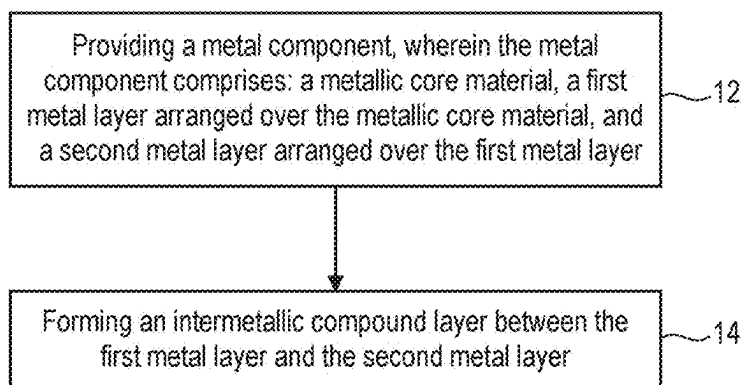 Providing a metal component, wherein the metal
component comprises: a metallic core material, a first
metal layer arranged over the metallic core material, and
a second metal layer arranged over the first metal layer
12
Forming an intermetallic compound layer between the
first metal layer and the second metal layer
14